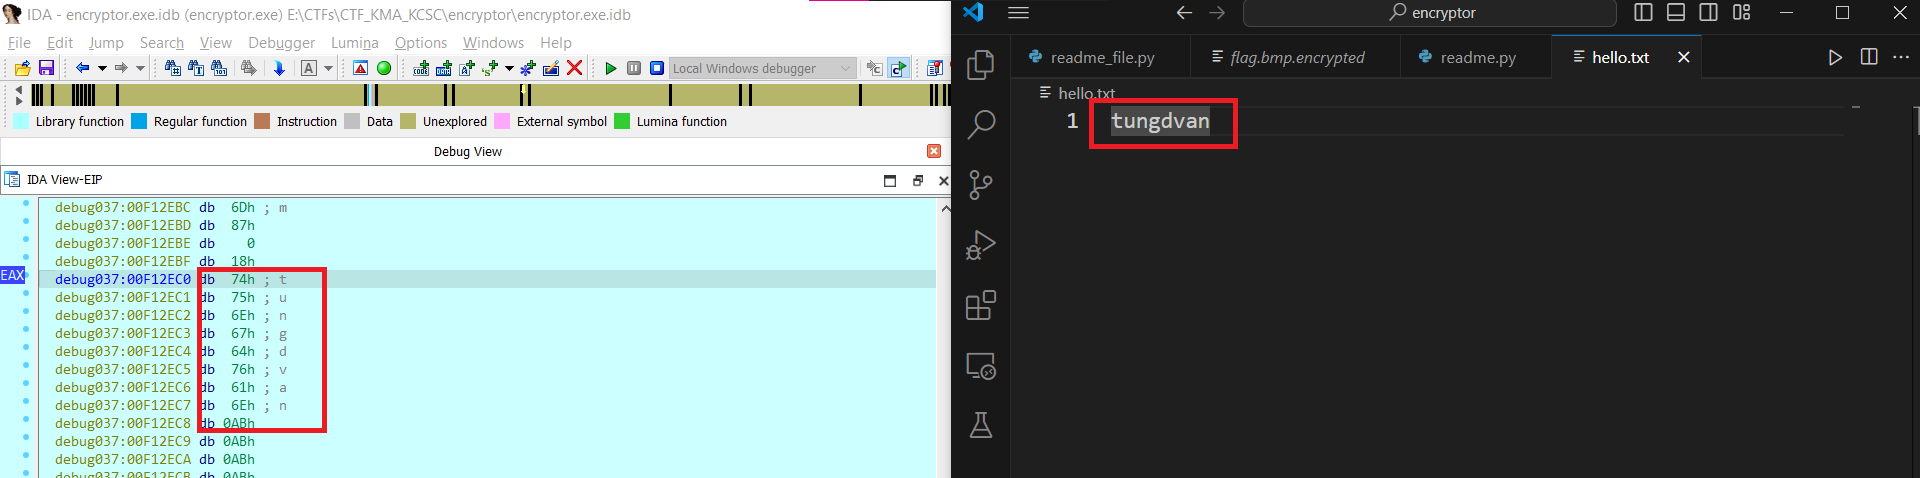 IDA - encryptor.exe.idb (encryptor.exe) E:\CTFs\CTF_KMA_KCSC\encryptor\encryptor.exe.idb
File Edit Jump Search View Debugger Lumina Options Windows Help
Local Windows debugger
Library function Regular function Instruction Data Unexplored External symbol Lumina function
Debug View
IDA View-EIP
debug037:00F12EBC db 6Dh ; m
debug037:00F12EBD db 87h
debug037:00F12EBE db 0
debug037:00F12EBF db 18h
EAX debug037:00F12EC0 db 74h ; t
debug037:00F12EC1 db 75h ; u
debug037:00F12EC2 db 6Eh ; n
debug037:00F12EC3 db 67h ; g
debug037:00F12EC4 db 64h ; d
debug037:00F12EC5 db 76h ; v
debug037:00F12EC6 db 61h ; a
debug037:00F12EC7 db 6Eh ; n
debug037:00F12EC8 db 0ABh
debug037:00F12EC9 db 0ABh
debug037:00F12ECA db 0ABh
debug037:00F12ECB db 0ABh
encryptor
readme_file.py flag.bmp.encrypted readme.py hello.txt
hello.txt
1 tungdvan